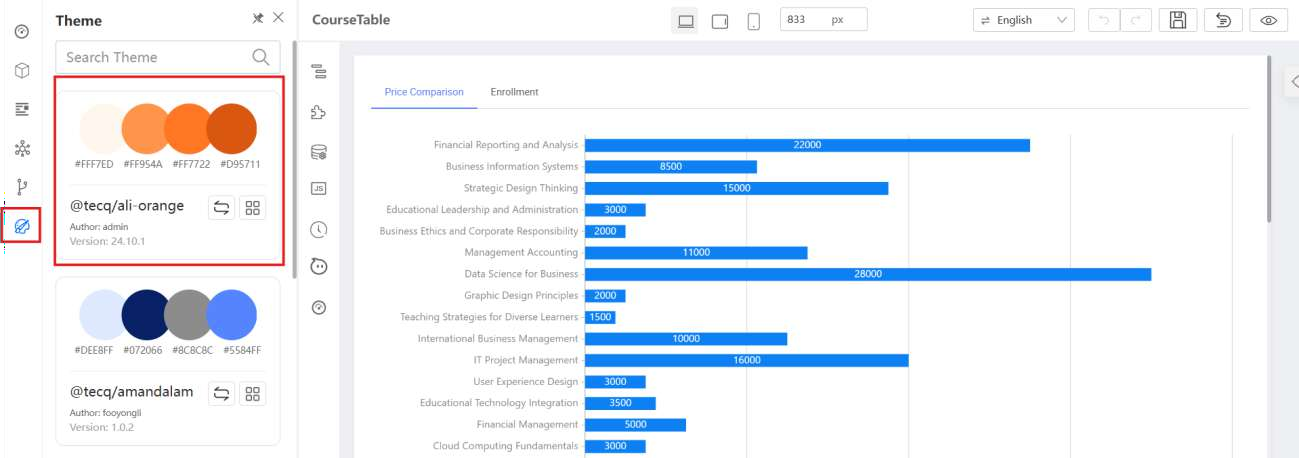 Theme
Search Theme
#FFF7ED #FF954A #FF7722 #D95711
@tecq/ali-orange
Author: admin
Version: 24.10.1
#DEE8FF #072066 #8C8C8C #5584FF
@tecq/amandalam
Author: fooyongli
Version: 1.0.2
CourseTable
833 px
English
JS
Price Comparison Enrollment
Financial Reporting and Analysis 22000
Business Information Systems 8500
Strategic Design Thinking 15000
Educational Leadership and Administration 3000
Business Ethics and Corporate Responsibility 2000
Management Accounting 11000
Data Science for Business 28000
Graphic Design Principles 2000
Teaching Strategies for Diverse Learners 1500
International Business Management 10000
IT Project Management 16000
User Experience Design 3000
Educational Technology Integration 3500
Financial Management 5000
Cloud Computing Fundamentals 3000